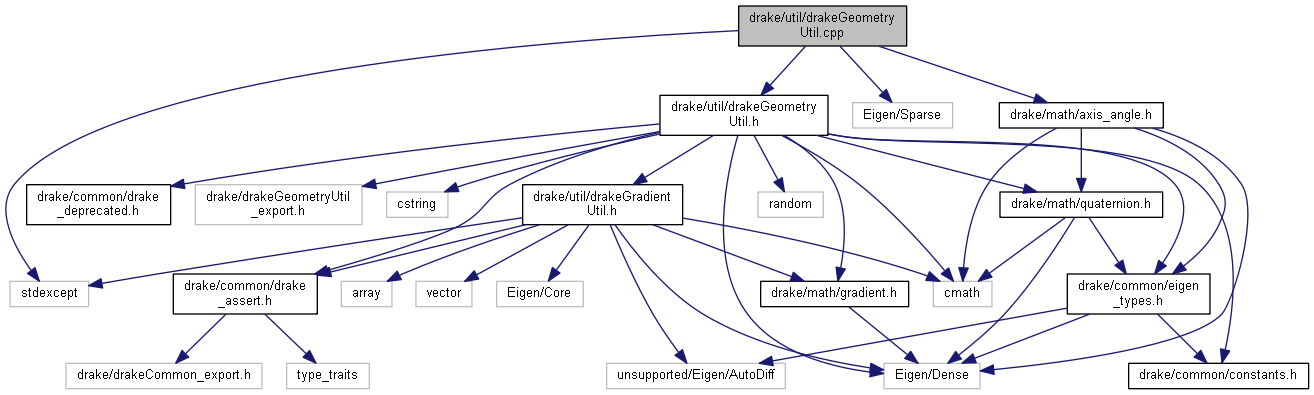 drake/util/drakeGeometry
Util.cpp
drake/util/drakeGeometry
Util.h
Eigen/Sparse
drake/math/axis_angle.h
drake/common/drake
_deprecated.h
drake/drakeGeometryUtil
_export.h
cstring
drake/util/drakeGradient
Util.h
random
drake/math/quaternion.h
stdexcept
drake/common/drake
_assert.h
array
vector
Eigen/Core
drake/math/gradient.h
cmath
drake/common/eigen
_types.h
drake/drakeCommon_export.h
type_traits
unsupported/Eigen/AutoDiff
Eigen/Dense
drake/common/constants.h